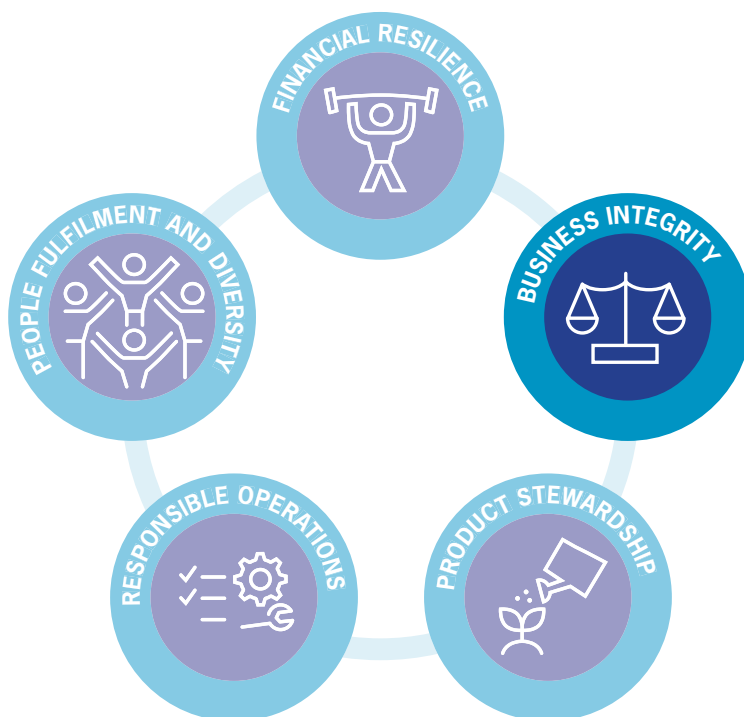 FINANCIAL RESILIENCE
PEOPLE FULFILMENT AND DIVERSITY
BUSINESS INTEGRITY
RESPONSIBLE OPERATIONS
PRODUCT STEWARDSHIP